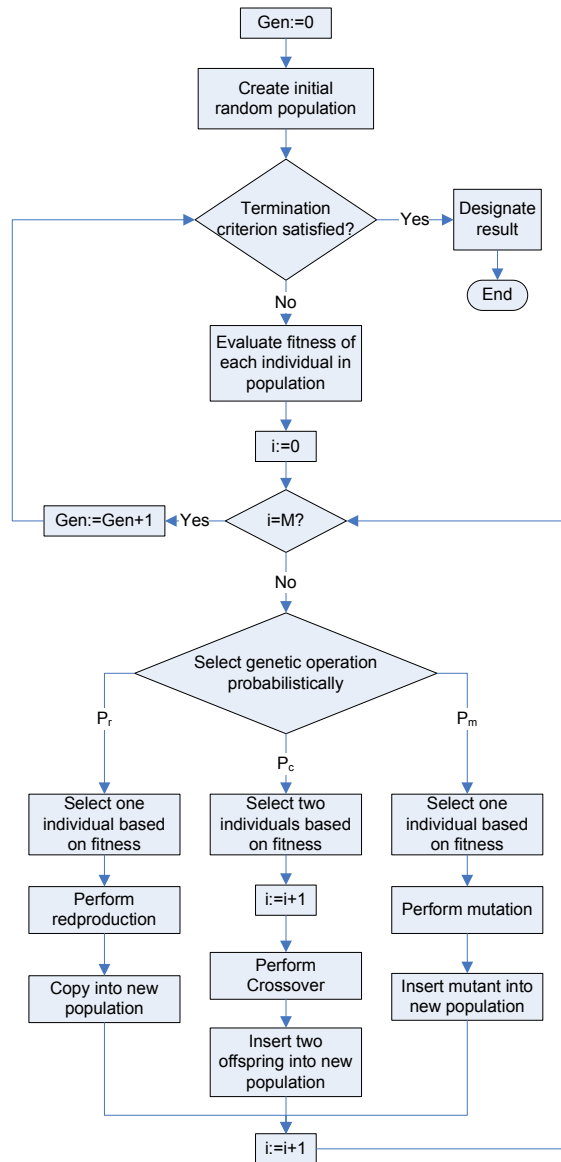 Gen:=0
Create initial
random population
Termination
criterion satisfied?
Yes
Designate
result
End
No
Evaluate fitness of
each individual in
population
i:=0
Gen:=Gen+1
Yes
i=M?
No
Select genetic operation
probabilistically
Pr
Pc
Pm
Select one
individual based
on fitness
Select two
individuals based
on fitness
Select one
individual based
on fitness
Perform
redproduction
i:=i+1
Perform mutation
Copy into new
population
Perform
Crossover
Insert mutant into
new population
Insert two
offspring into new
population
i:=i+1